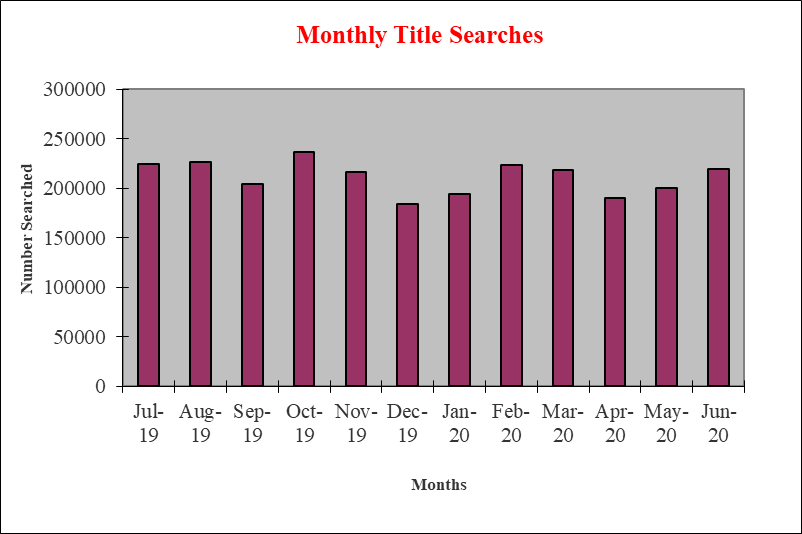 Monthly Title Searches
300000
250000
200000
150000
100000
50000
0
Number Searched
Jul-19
Aug-19
Sep-19
Oct-19
Nov-19
Dec-19
Jan-20
Feb-20
Mar-20
Apr-20
May-20
Jun-20
Months